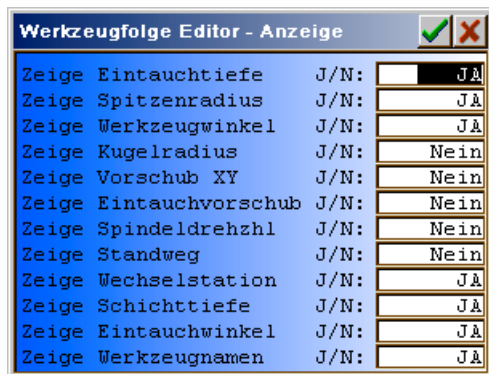 Werkzeugfolge Editor - Anzeige
Zeige Eintauchtiefe J/N: JA
Zeige Spitzenradius J/N: JA
Zeige Werkzeugwinkel J/N: JA
Zeige Kugelradius J/N: Nein
Zeige Vorschub XY J/N: Nein
Zeige Eintauchvorschub J/N: Nein
Zeige Spindeldrehzhl J/N: Nein
Zeige Standweg J/N: Nein
Zeige Wechselstation J/N: JA
Zeige Schichttiefe J/N: JA
Zeige Eintauchwinkel J/N: JA
Zeige Werkzeugnamen J/N: JA